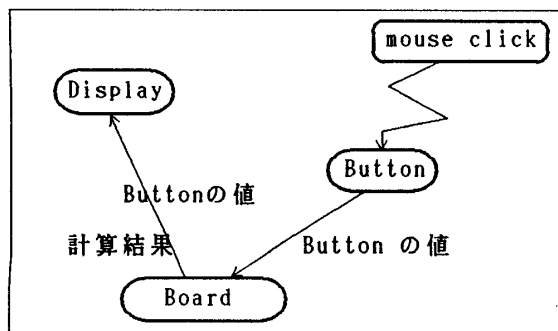 mouse click
Display
Button
Buttonの値
計算結果
Button の値
Board